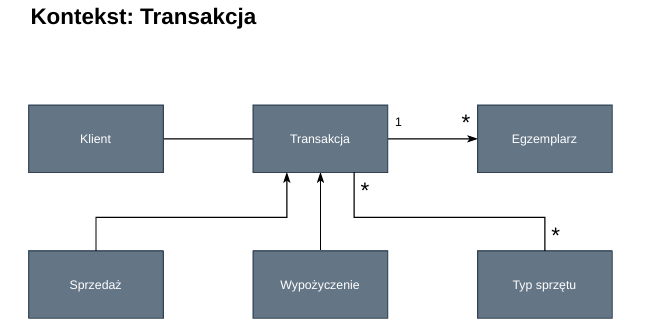 Kontekst: Transakcja
Klient
Transakcja
1
*
Egzemplarz
*
*
Sprzedaż
Wypożyczenie
Typ sprzętu